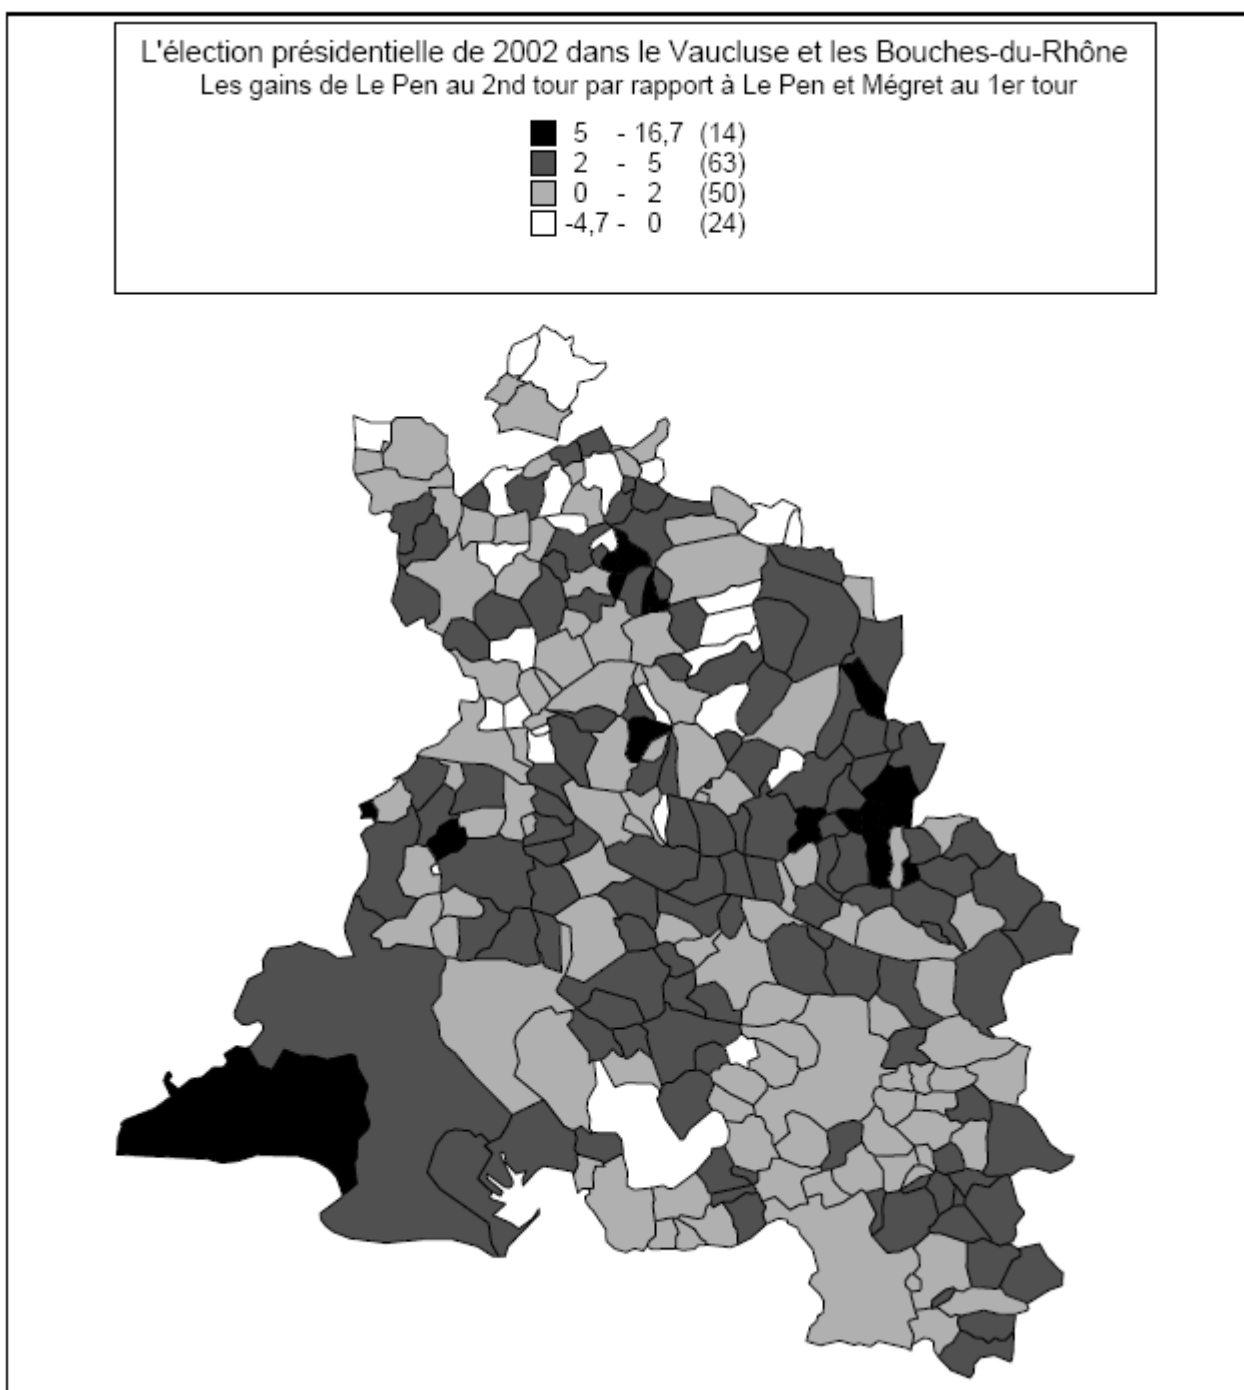 L'élection présidentielle de 2002 dans le Vaucluse et les Bouches-du-Rhône
Les gains de Le Pen au 2nd tour par rapport à Le Pen et Mégret au 1er tour
5 - 16,7 (14)
2 - 5 (63)
0 - 2 (50)
-4,7 - 0 (24)